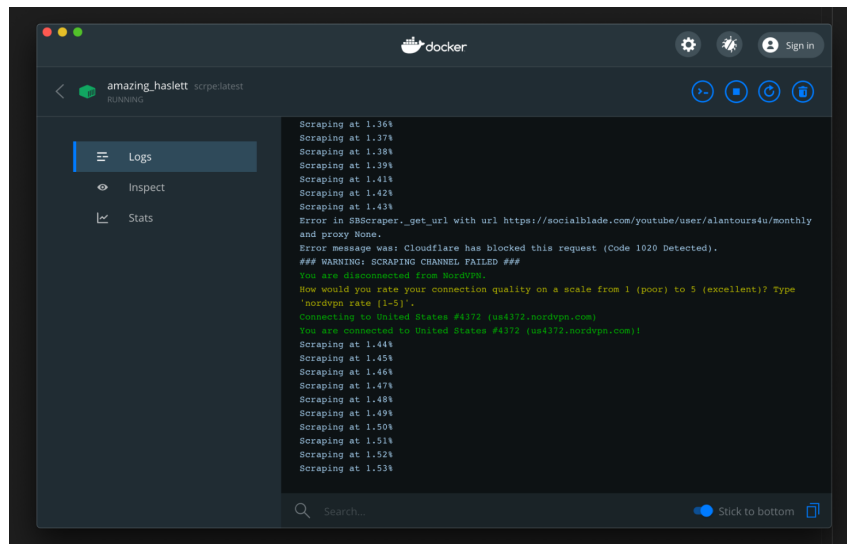 docker
Sign in
amazing_haslett scrpe:latest
RUNNING
Logs
Inspect
Stats
Scraping at 1.36%
Scraping at 1.37%
Scraping at 1.38%
Scraping at 1.39%
Scraping at 1.41%
Scraping at 1.42%
Scraping at 1.43%
Error in SBScraper._get_url with url https://socialblade.com/youtube/user/alantours4u/monthly
and proxy None.
Error message was: Cloudflare has blocked this request (Code 1020 Detected).
### WARNING: SCRAPING CHANNEL FAILED ###
You are disconnected from NordVPN.
How would you rate your connection quality on a scale from 1 (poor) to 5 (excellent)? Type
'nordvpn rate [1-5]'.
Connecting to United States #4372 (us4372.nordvpn.com)
You are connected to United States #4372 (us4372.nordvpn.com)!
Scraping at 1.44%
Scraping at 1.45%
Scraping at 1.46%
Scraping at 1.47%
Scraping at 1.48%
Scraping at 1.49%
Scraping at 1.50%
Scraping at 1.51%
Scraping at 1.52%
Scraping at 1.53%
Search...
Stick to bottom